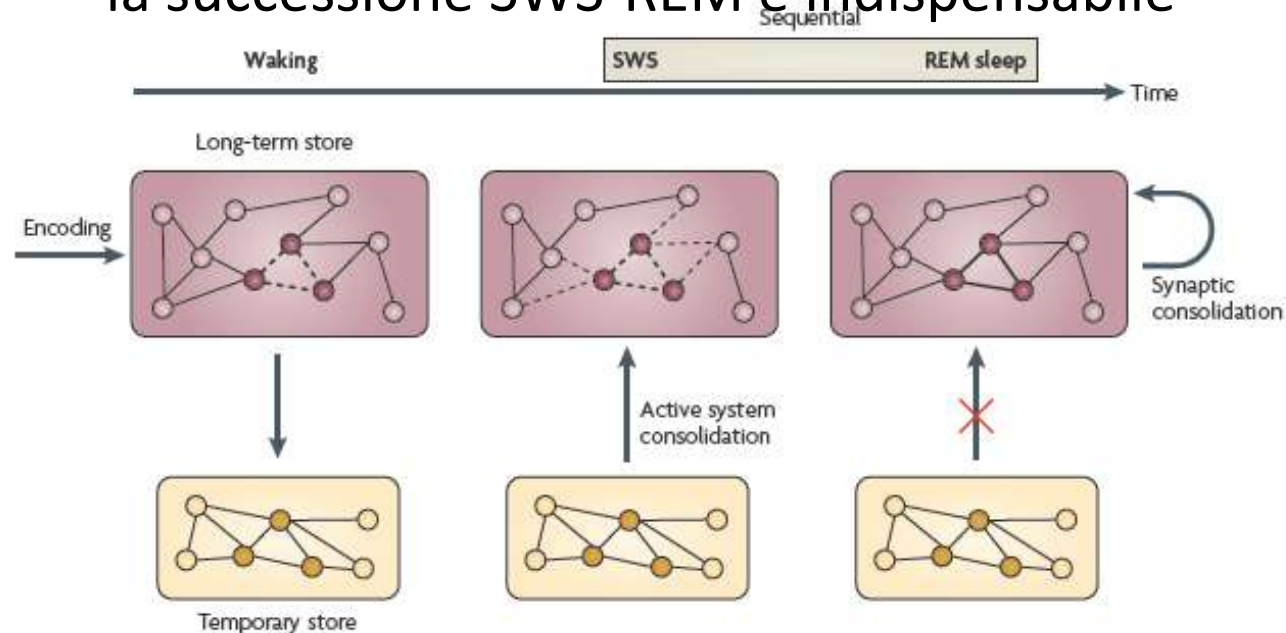 la successione SWS-REM è indispensabile
Sequential
Waking
SWS
REM sleep
Time
Long-term store
Encoding
Synaptic
consolidation
Active system
consolidation
Temporary store